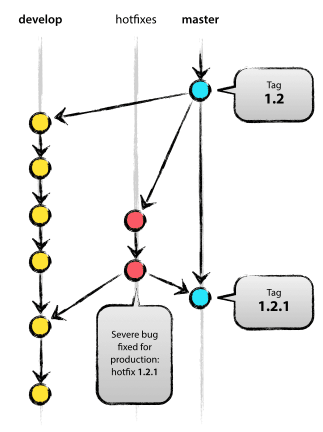 develop hotfixes master
Tag
1.2
Tag
1.2.1
Severe bug
fixed for
production:
hotfix 1.2.1